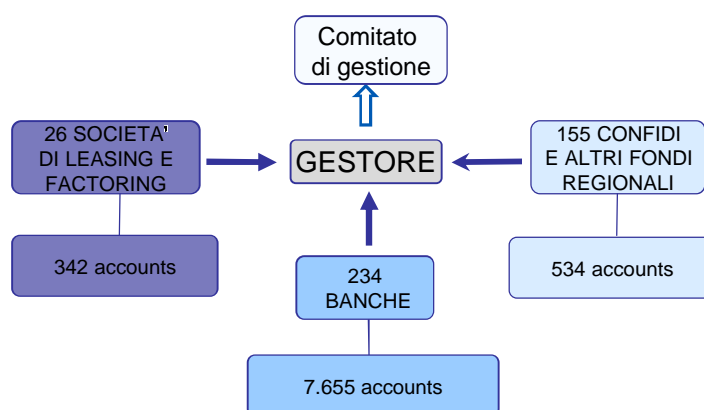 Comitato
di gestione
26 SOCIETA'
DI LEASING E
FACTORING
GESTORE
155 CONFIDI
E ALTRI FONDI
REGIONALI
342 accounts
234
BANCHE
534 accounts
7.655 accounts